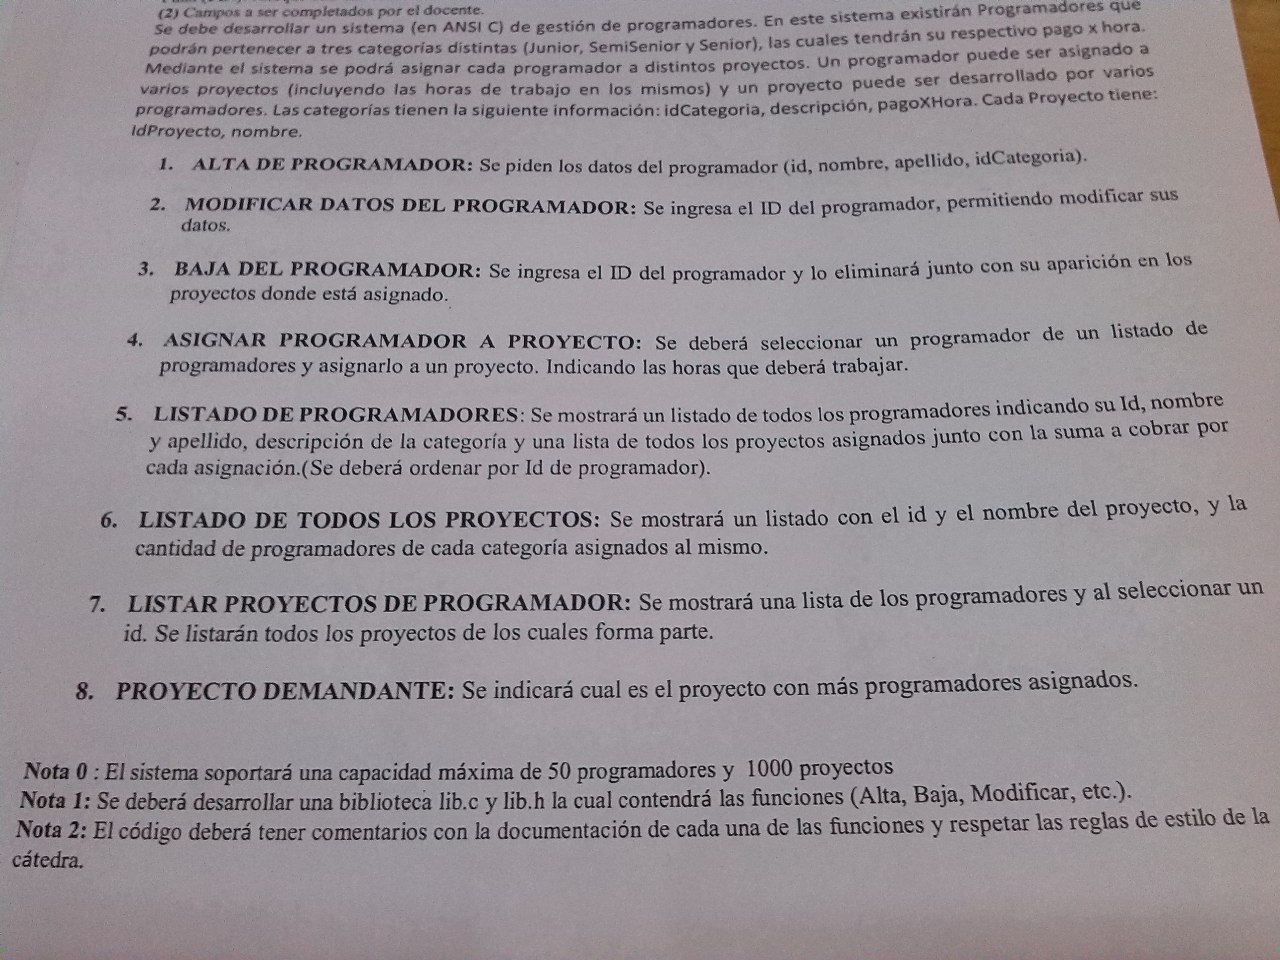 (2) Campos a ser completados por el docente.
Se debe desarrollar un sistema (en ANSI C) de gestión de programadores. En este sistema existirán Programadores que
podrán pertenecer a tres categorías distintas (Junior, SemiSenior y Senior), las cuales tendrán su respectivo pago x hora.
Mediante el sistema se podrá asignar cada programador a distintos proyectos. Un programador puede ser asignado a
varios proyectos (incluyendo las horas de trabajo en los mismos) y un proyecto puede ser desarrollado por varios
programadores. Las categorías tienen la siguiente información: idCategoria, descripción, pagoXHora. Cada Proyecto tiene:
IdProyecto, nombre.
1. ALTA DE PROGRAMADOR: Se piden los datos del programador (id, nombre, apellido, idCategoria).
2. MODIFICAR DATOS DEL PROGRAMADOR: Se ingresa el ID del programador, permitiendo modificar sus
datos.
3. BAJA DEL PROGRAMADOR: Se ingresa el ID del programador y lo eliminará junto con su aparición en los
proyectos donde está asignado.
4. ASIGNAR PROGRAMADOR A PROYECTO: Se deberá seleccionar un programador de un listado de
programadores y asignarlo a un proyecto. Indicando las horas que deberá trabajar.
5. LISTADO DE PROGRAMADORES: Se mostrará un listado de todos los programadores indicando su Id, nombre
y apellido, descripción de la categoría y una lista de todos los proyectos asignados junto con la suma a cobrar por
cada asignación.(Se deberá ordenar por Id de programador).
6. LISTADO DE TODOS LOS PROYECTOS: Se mostrará un listado con el id y el nombre del proyecto, y la
cantidad de programadores de cada categoría asignados al mismo.
7. LISTAR PROYECTOS DE PROGRAMADOR: Se mostrará una lista de los programadores y al seleccionar un
id. Se listarán todos los proyectos de los cuales forma parte.
8. PROYECTO DEMANDANTE: Se indicará cual es el proyecto con más programadores asignados.
Nota 0 : El sistema soportará una capacidad máxima de 50 programadores y 1000 proyectos
Nota 1: Se deberá desarrollar una biblioteca lib.c y lib.h la cual contendrá las funciones (Alta, Baja, Modificar, etc.).
Nota 2: El código deberá tener comentarios con la documentación de cada una de las funciones y respetar las reglas de estilo de la
cátedra.